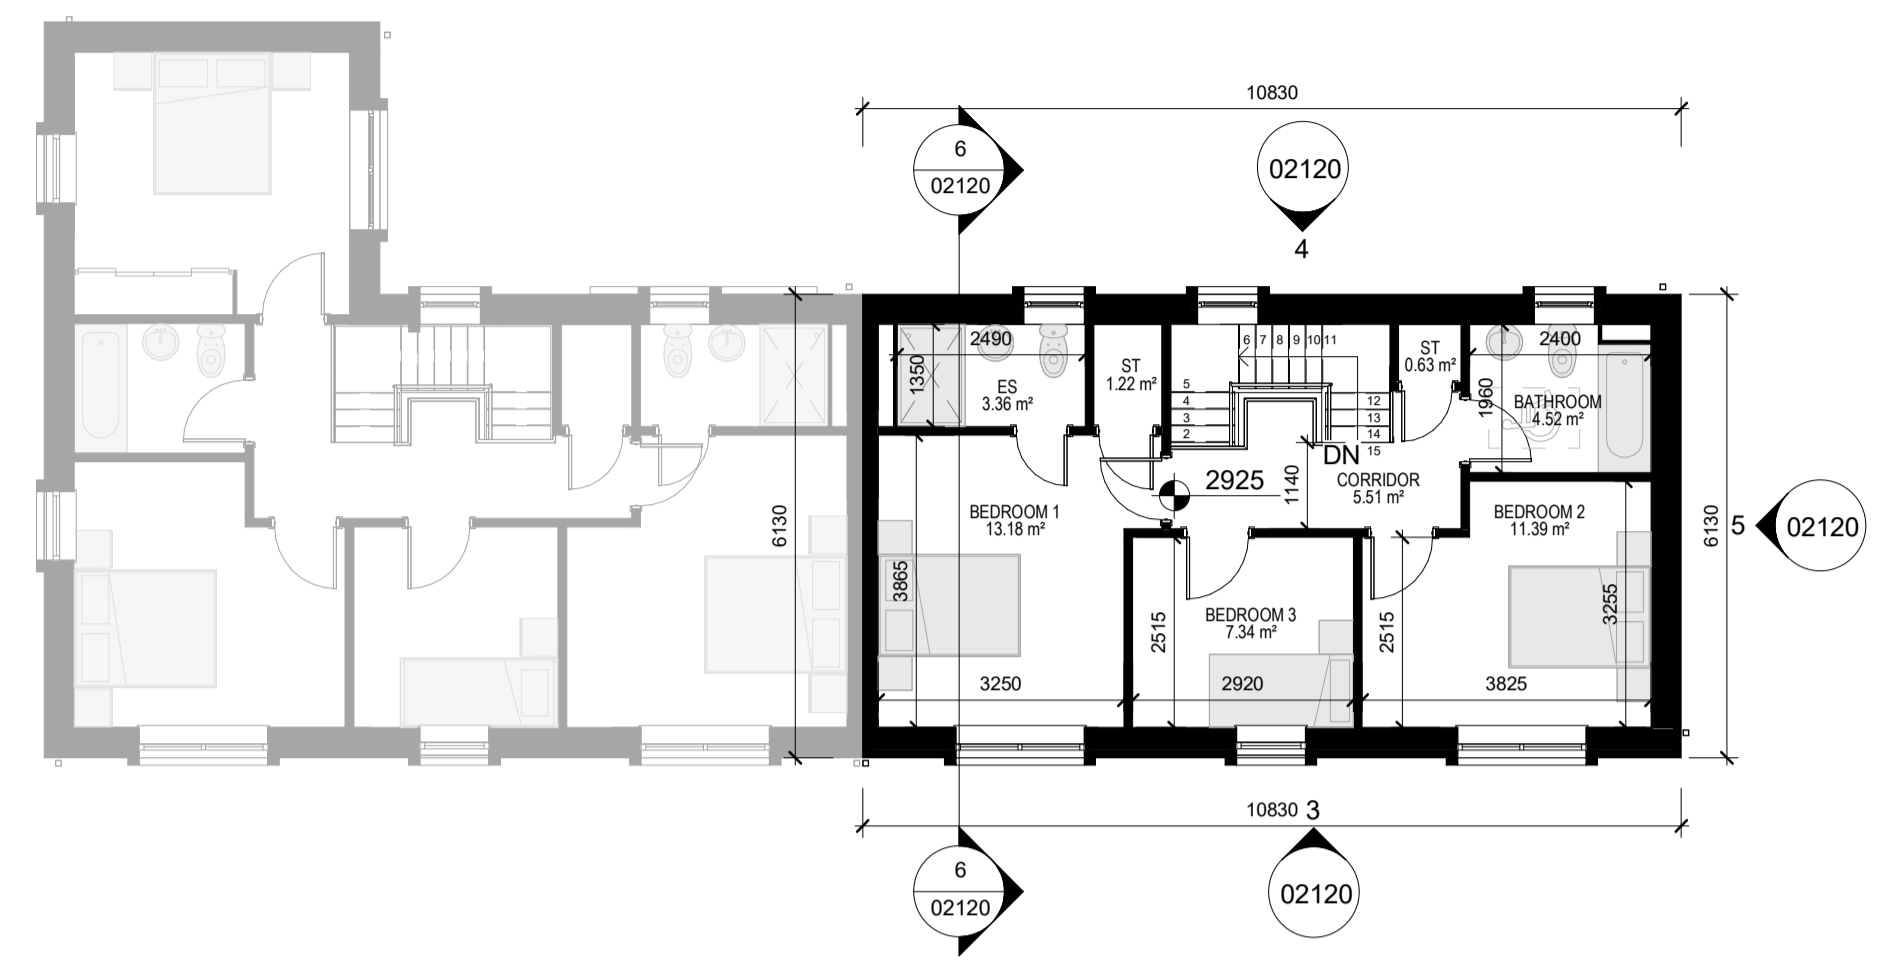 10830
6
02120
02120
4
2490
1350
ES
3.36 m²
ST
1.22 m²
6 7 8 9 10 11
5
4
3
2
12
13
14
15
DN
ST
0.63 m²
2400
1960
BATHROOM
4.52 m²
2925
1140
CORRIDOR
5.51 m²
BEDROOM 1
13.18 m²
BEDROOM 2
11.39 m²
6130
6130
5
02120
3865
2515
BEDROOM 3
7.34 m²
2515
3255
3250
2920
3825
10830
3
6
02120
02120